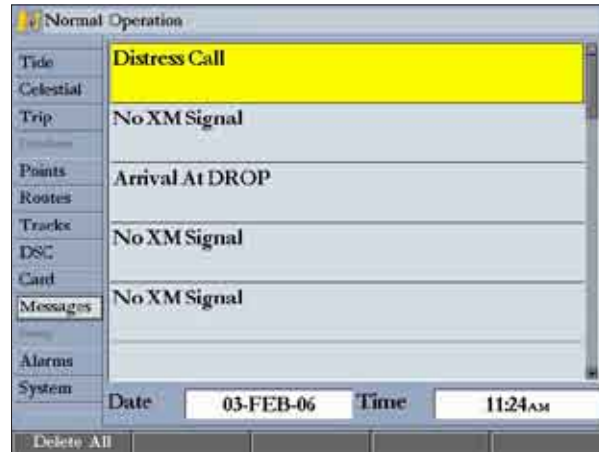 Normal Operation
Tide
Celestial
Trip
Points
Routes
Tracks
DSC
Card
Messages
Alarms
System
Distress Call
No XM Signal
Arrival At DROP
No XM Signal
No XM Signal
Date 03-FEB-06 Time 11:24AM
Delete All